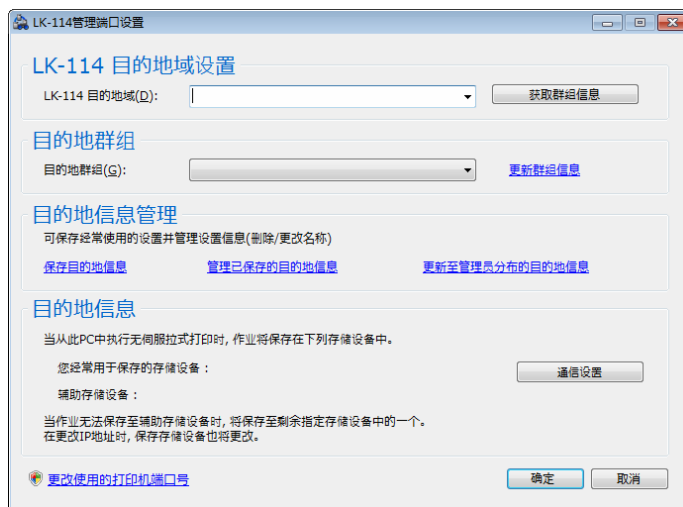 LK-114管理端口设置
LK-114 目的地域设置
LK-114 目的地域(D):
获取群组信息
目的地群组
目的地群组(G):
更新群组信息
目的地信息管理
可保存经常使用的设置并管理设置信息(删除/更改名称)
保存目的地信息 管理已保存的目的地信息 更新至管理员分布的目的地信息
目的地信息
当从此PC中执行无伺服拉式打印时, 作业将保存在下列存储设备中。
您经常用于保存的存储设备：
通信设置
辅助存储设备：
当作业无法保存至辅助存储设备时, 将保存至剩余指定存储设备中的一个。
在更改IP地址时, 保存存储设备也将更改。
更改使用的打印机端口号
确定 取消